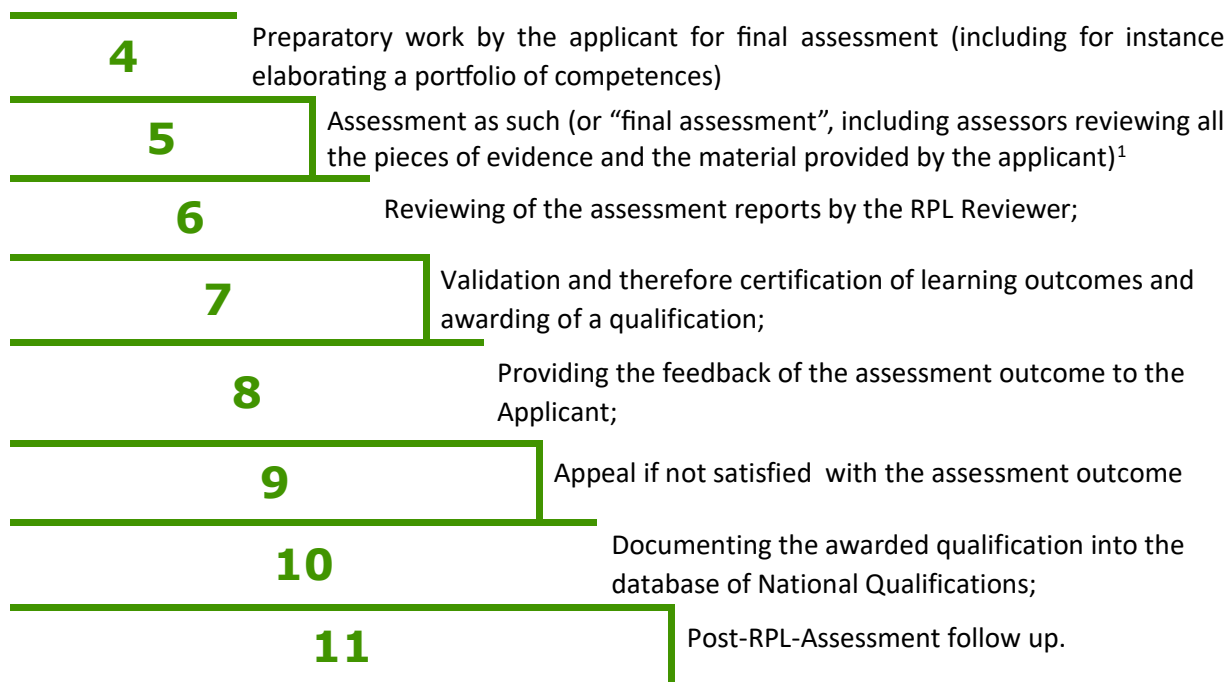 4
Preparatory work by the applicant for final assessment (including for instance
elaborating a portfolio of competences)
5
Assessment as such (or “final assessment”, including assessors reviewing all
the pieces of evidence and the material provided by the applicant)¹
6
Reviewing of the assessment reports by the RPL Reviewer;
7
Validation and therefore certification of learning outcomes and
awarding of a qualification;
8
Providing the feedback of the assessment outcome to the
Applicant;
9
Appeal if not satisfied with the assessment outcome
10
Documenting the awarded qualification into the
database of National Qualifications;
11
Post-RPL-Assessment follow up.